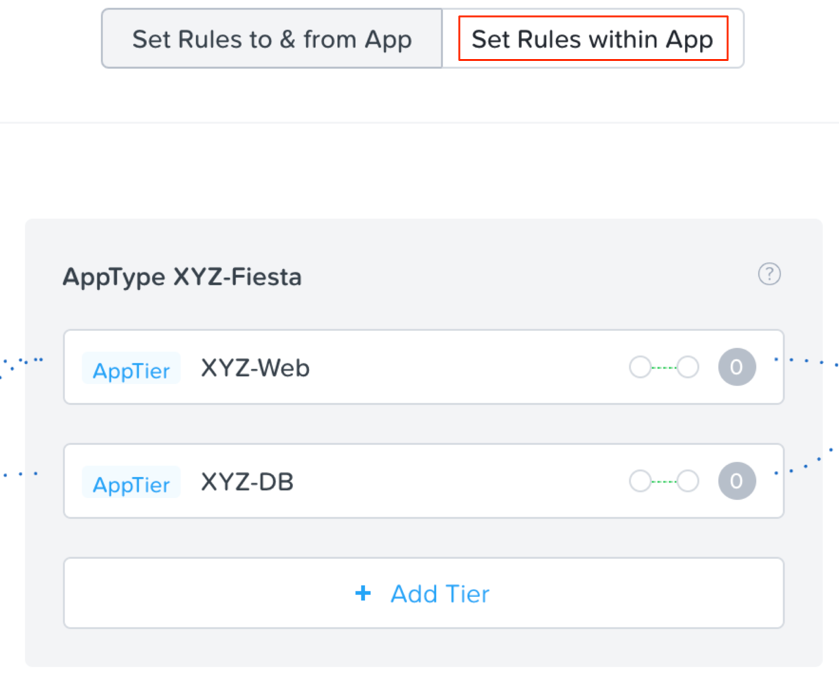 Set Rules to & from App
Set Rules within App
AppType XYZ-Fiesta
?
AppTier XYZ-Web 0
AppTier XYZ-DB 0
+ Add Tier